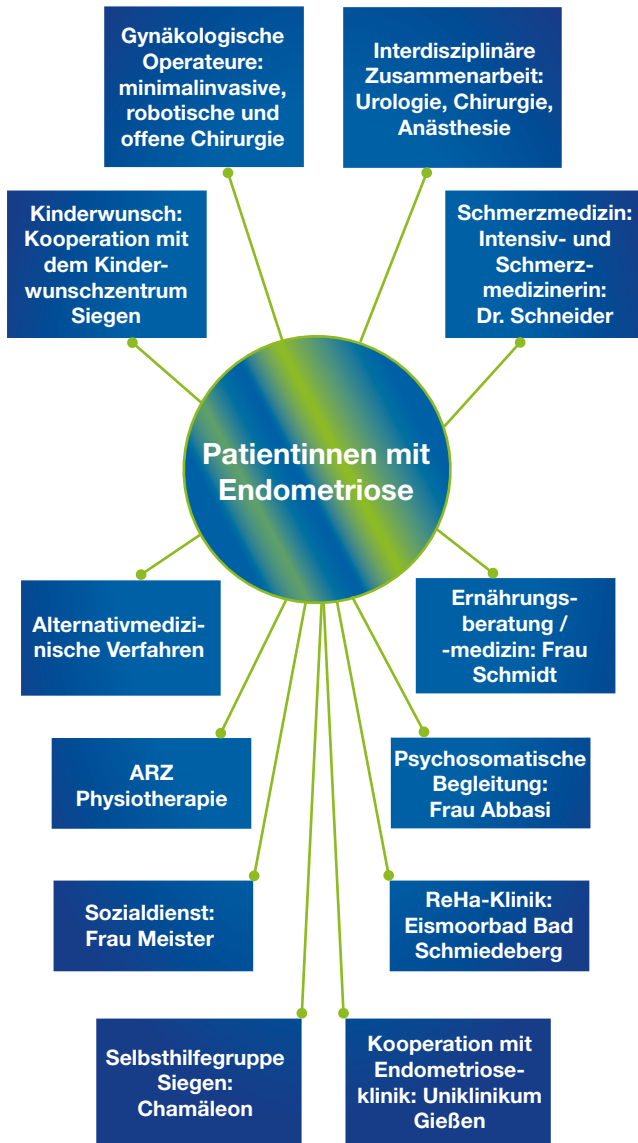 Gynäkologische
Operateure:
minimalinvasive,
robotische und
offene Chirurgie
Interdisziplinäre
Zusammenarbeit:
Urologie, Chirurgie,
Anästhesie
Kinderwunsch:
Kooperation mit
dem Kinder-
wunschzentrum
Siegen
Schmerzmedizin:
Intensiv- und
Schmerz-
medizinerin:
Dr. Schneider
Patientinnen mit
Endometriose
Alternativmedizi-
nische Verfahren
Ernährungs-
beratung /
-medizin: Frau
Schmidt
ARZ
Physiotherapie
Psychosomatische
Begleitung:
Frau Abbasi
Sozialdienst:
Frau Meister
ReHa-Klinik:
Eismoorbad Bad
Schmiedeberg
Selbsthilfegruppe
Siegen:
Chamäleon
Kooperation mit
Endometriose-
klinik: Uniklinikum
Gießen